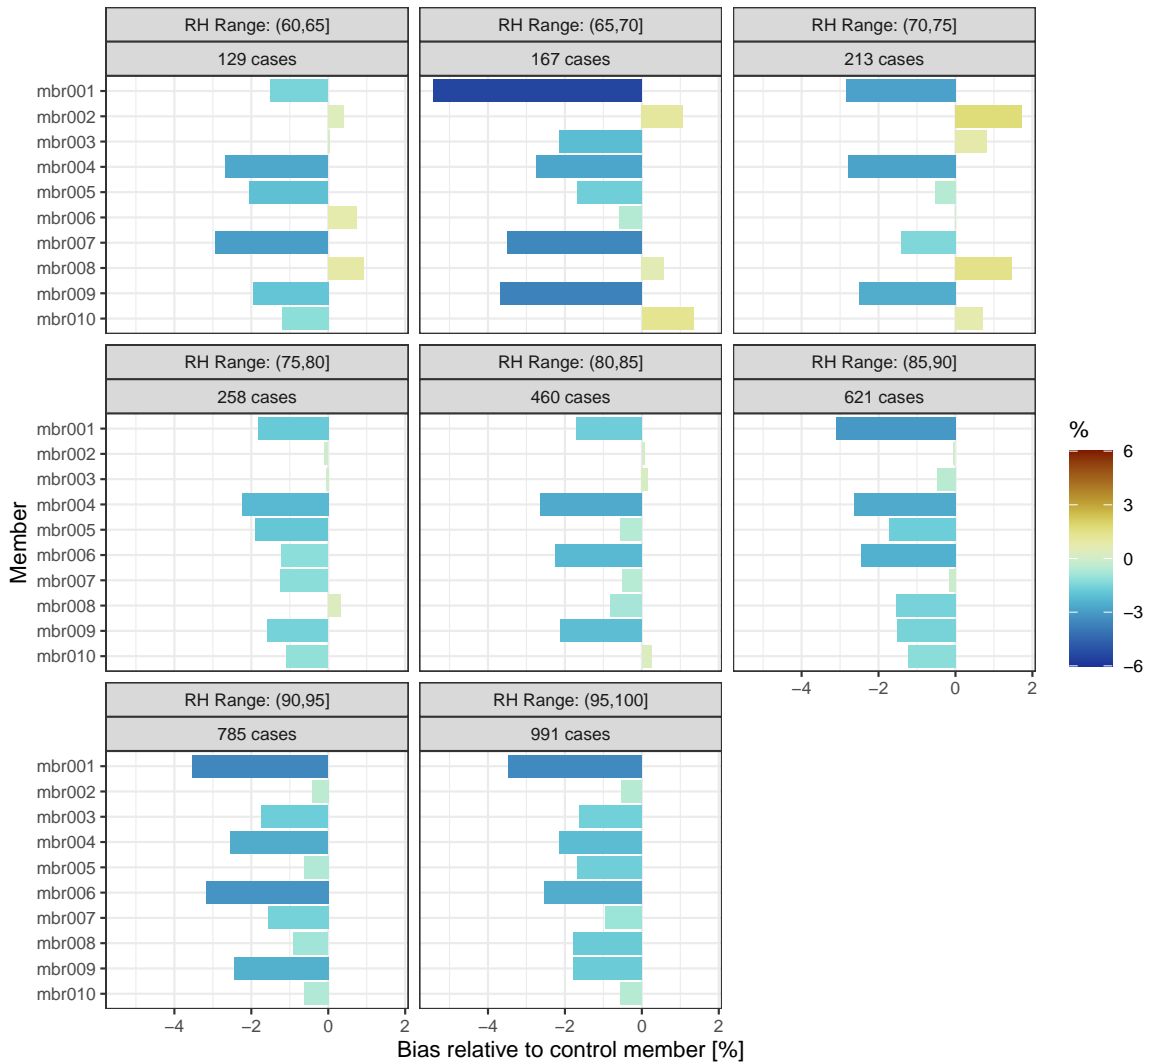 RH Range: (60,65]
RH Range: (65,70]
RH Range: (70,75]
129 cases
167 cases
213 cases
mbr001
mbr002
mbr003
mbr004
mbr005
mbr006
mbr007
mbr008
mbr009
mbr010
RH Range: (75,80]
RH Range: (80,85]
RH Range: (85,90]
258 cases
460 cases
621 cases
mbr001
mbr002
mbr003
mbr004
mbr005
mbr006
mbr007
mbr008
mbr009
mbr010
−4 −2 0 2
RH Range: (90,95]
RH Range: (95,100]
785 cases
991 cases
mbr001
mbr002
mbr003
mbr004
mbr005
mbr006
mbr007
mbr008
mbr009
mbr010
−4 −2 0 2
−4 −2 0 2
Member
Bias relative to control member [%]
%
6
3
0
−3
−6